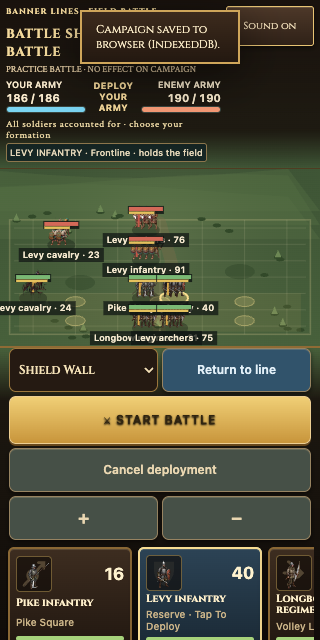 BANNER LINES · FIELD BATTLE
Campaign saved to
browser (IndexedDB).
Sound on
BATTLE SH
BATTLE
PRACTICE BATTLE · NO EFFECT ON CAMPAIGN
YOUR ARMY
186 / 186
DEPLOY
YOUR
ARMY
ENEMY ARMY
190 / 190
All soldiers accounted for · choose your
formation
LEVY INFANTRY · Frontline · holds the field
Levy · 76
Levy cavalry · 23
Levy infantry · 91
Levy cavalry · 24
Pike · 40
Longbow
Levy archers · 75
Shield Wall
Return to line
⚔ START BATTLE
Cancel deployment
+
−
16
Pike infantry
Pike Square
40
Levy infantry
Reserve · Tap To
Deploy
Longbo
regime
Volley L